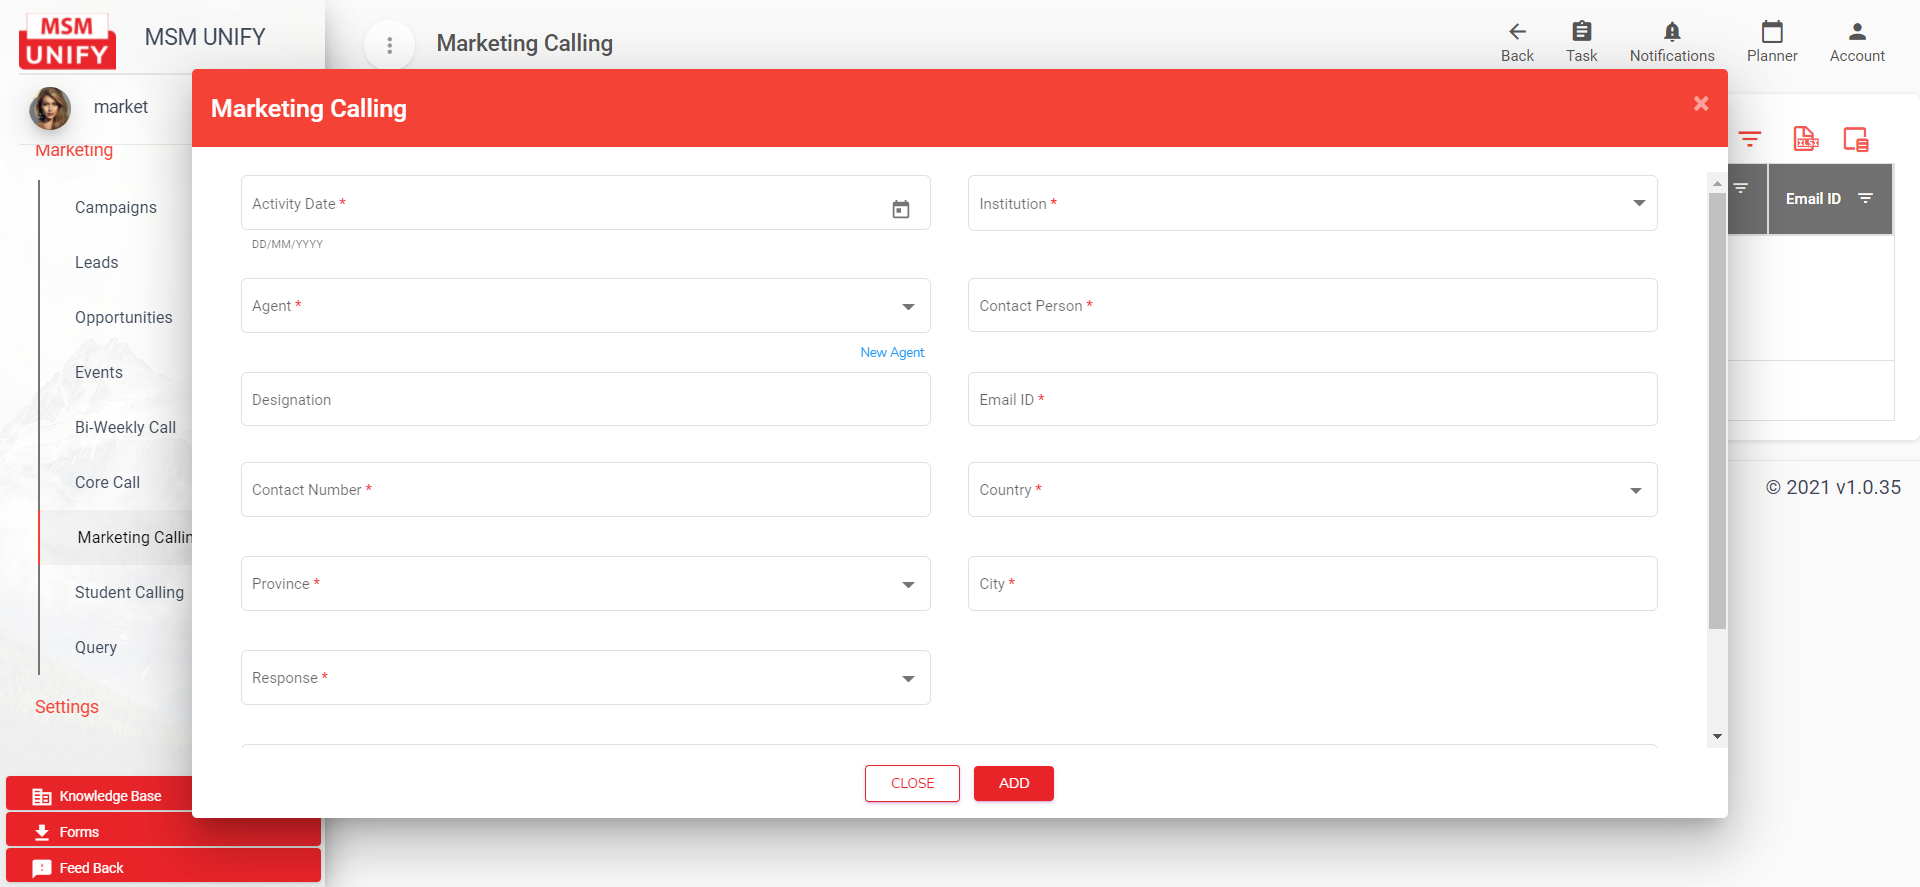 MSM
UNIFY
MSM UNIFY
Marketing Calling
Back
Task
Notifications
Planner
Account
market
Marketing
Campaigns
Leads
Opportunities
Events
Bi-Weekly Call
Core Call
Marketing Callin
Student Calling
Query
Settings
Knowledge Base
Forms
Feed Back
Marketing Calling
×
Activity Date *
DD/MM/YYYY
Institution *
Agent *
New Agent
Contact Person *
Designation
Email ID *
Contact Number *
Country *
Province *
City *
Response *
CLOSE
ADD
XLSX
Email ID
© 2021 v1.0.35